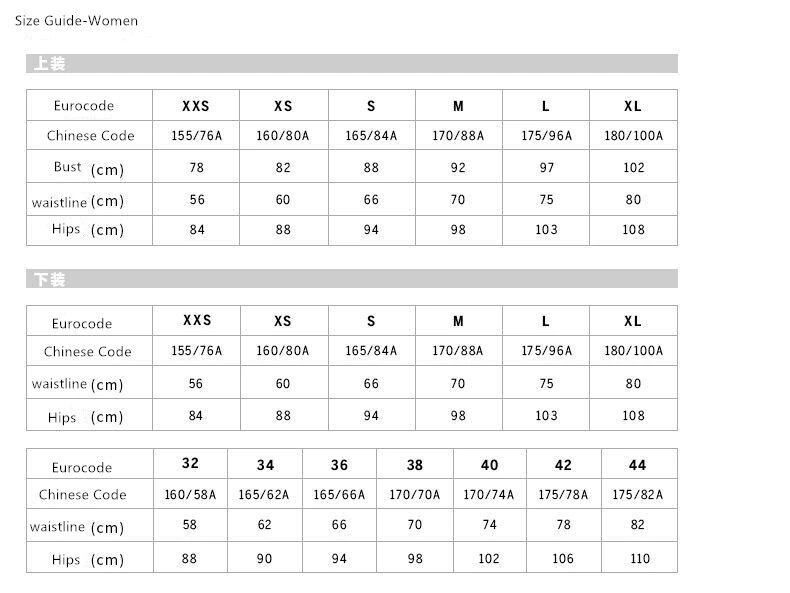 Size Guide-Women
上装
Eurocode XXS XS S M L XL
Chinese Code 155/76A 160/80A 165/84A 170/88A 175/96A 180/100A
Bust (cm) 78 82 88 92 97 102
waistline (cm) 56 60 66 70 75 80
Hips (cm) 84 88 94 98 103 108
下装
Eurocode XXS XS S M L XL
Chinese Code 155/76A 160/80A 165/84A 170/88A 175/96A 180/100A
waistline (cm) 56 60 66 70 75 80
Hips (cm) 84 88 94 98 103 108
Eurocode 32 34 36 38 40 42 44
Chinese Code 160/58A 165/62A 165/66A 170/70A 170/74A 175/78A 175/82A
waistline (cm) 58 62 66 70 74 78 82
Hips (cm) 88 90 94 98 102 106 110